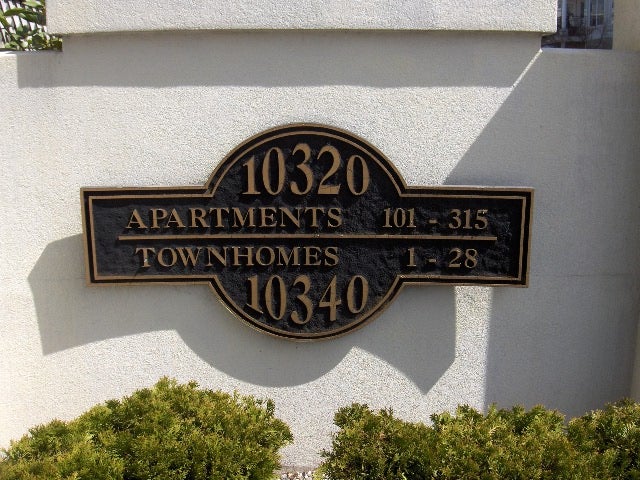 10320
APARTMENTS 101 - 315
TOWNHOMES 1 - 28
10340